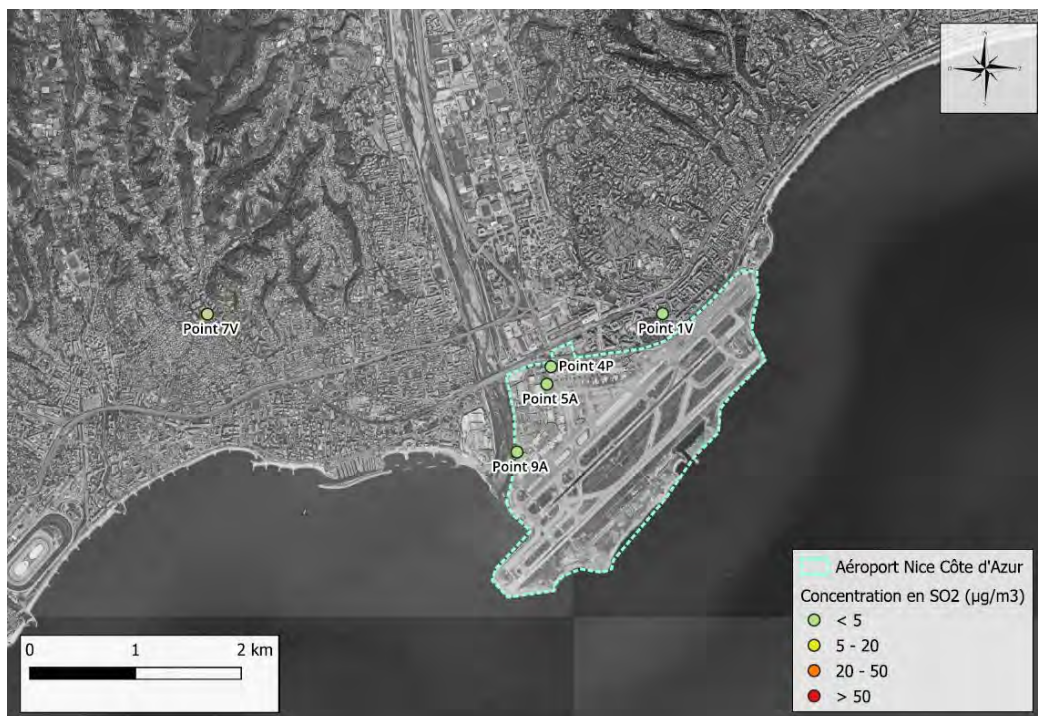 Point 7V
Point 1V
Point 4P
Point 5A
Point 9A
Aéroport Nice Côte d'Azur
Concentration en SO2 (µg/m3)
< 5
5 - 20
20 - 50
> 50
0 1 2 km